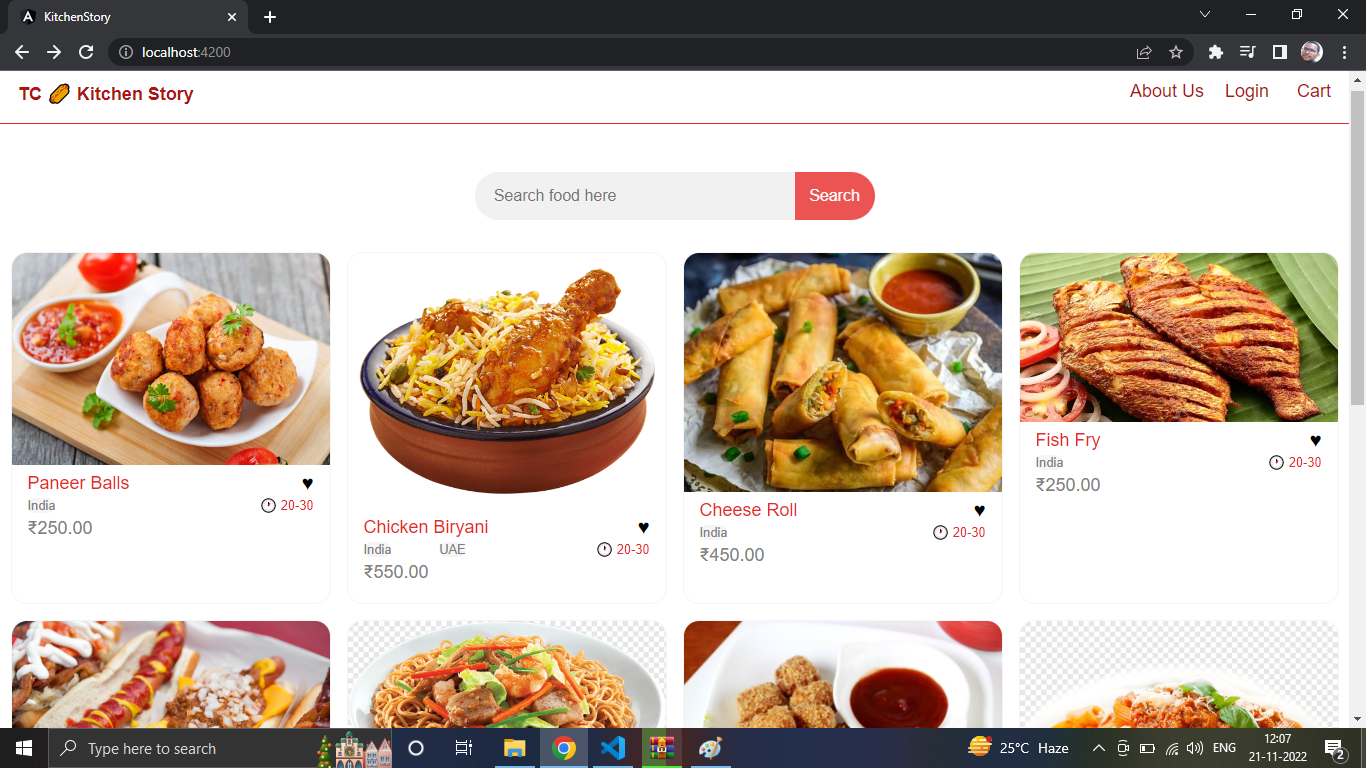 KitchenStory
localhost:4200
TC Kitchen Story
About Us Login Cart
Search food here Search
Paneer Balls ♥
India 20-30
₹250.00
Chicken Biryani ♥
India UAE 20-30
₹550.00
Cheese Roll ♥
India 20-30
₹450.00
Fish Fry ♥
India 20-30
₹250.00
Type here to search
25°C Haze
ENG
12:07
21-11-2022
2